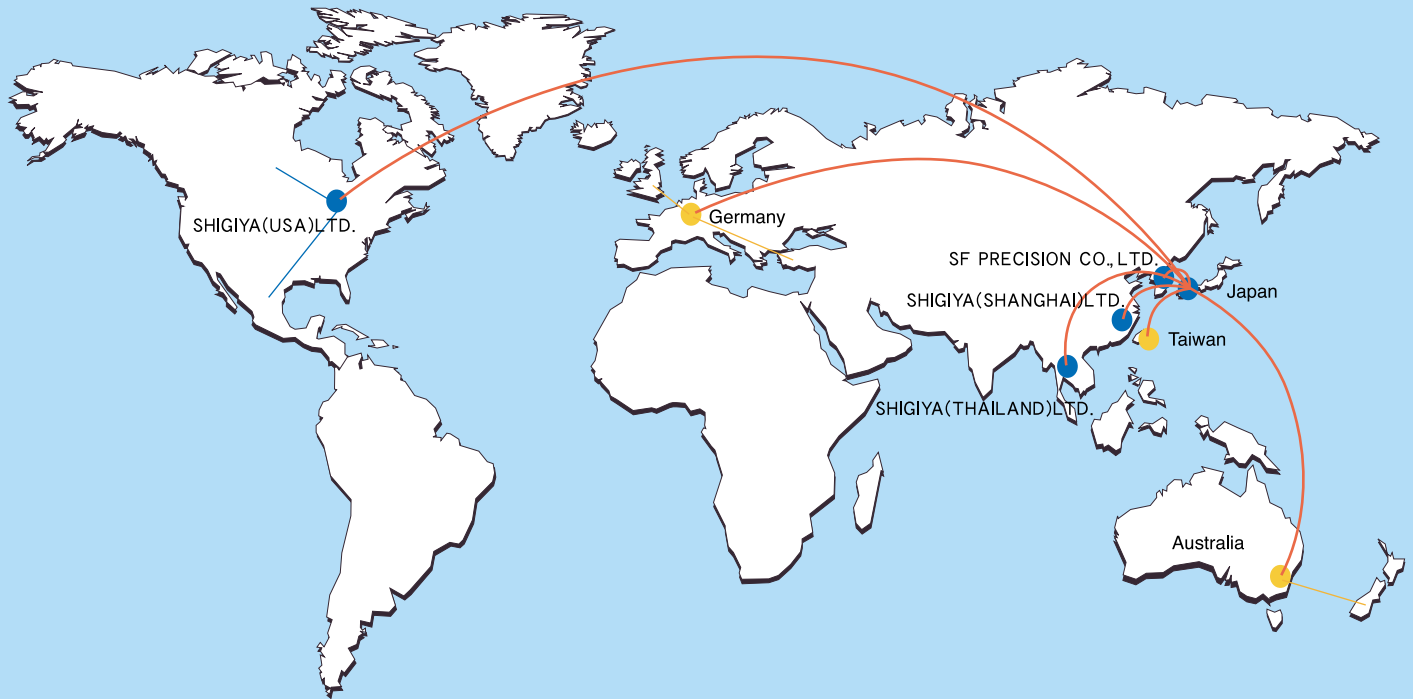 SHIGIYA(USA)LTD.
Germany
SF PRECISION CO.,LTD.
Japan
SHIGIYA(SHANGHAI)LTD.
Taiwan
SHIGIYA(THAILAND)LTD.
Australia